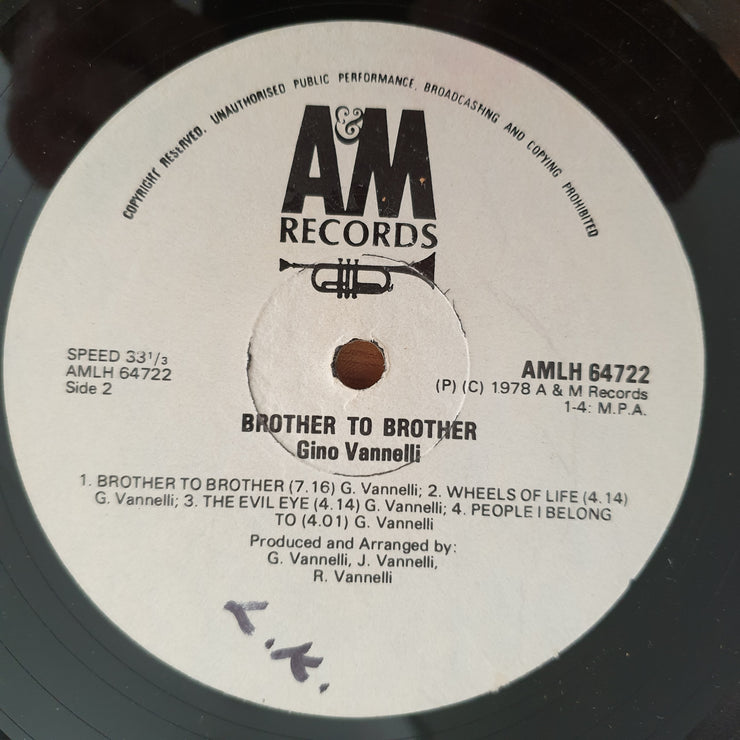 COPYRIGHT RESERVED. UNAUTHORISED PUBLIC PERFORMANCE, BROADCASTING AND COPYING PROHIBITED
A&M
RECORDS
SPEED 33 1/3
AMLH 64722
Side 2
AMLH 64722
(P) (C) 1978 A & M Records
1-4: M.P.A.
BROTHER TO BROTHER
Gino Vannelli
1. BROTHER TO BROTHER (7.16) G. Vannelli; 2. WHEELS OF LIFE (4.14)
G. Vannelli; 3. THE EVIL EYE (4.14) G. Vannelli; 4. PEOPLE I BELONG
TO (4.01) G. Vannelli
Produced and Arranged by:
G. Vannelli, J. Vannelli,
R. Vannelli
L.K.